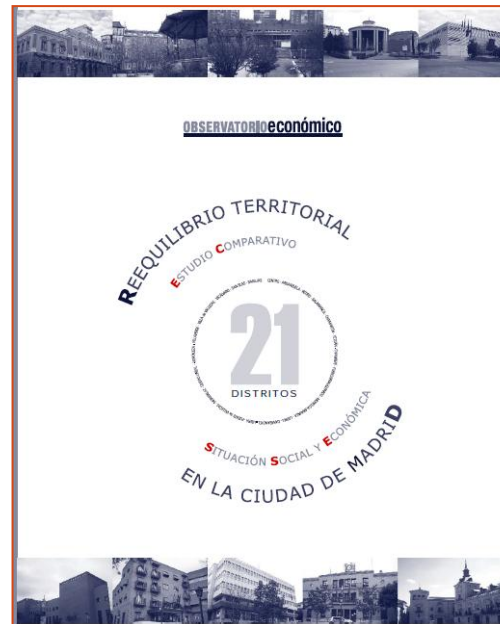 OBSERVATORIOeconómico
REEQUILIBRIO TERRITORIAL
ESTUDIO COMPARATIVO
21
DISTRITOS
SITUACIÓN SOCIAL Y ECONÓMICA
EN LA CIUDAD DE MADRID